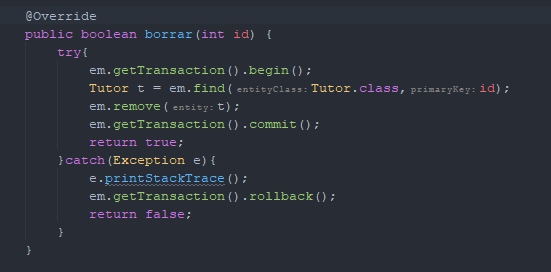 @Override
public boolean borrar(int id) {
try{
em.getTransaction().begin();
Tutor t = em.find( entityClass: Tutor.class, primaryKey: id);
em.remove( entity: t);
em.getTransaction().commit();
return true;
}catch(Exception e){
e.printStackTrace();
em.getTransaction().rollback();
return false;
}
}